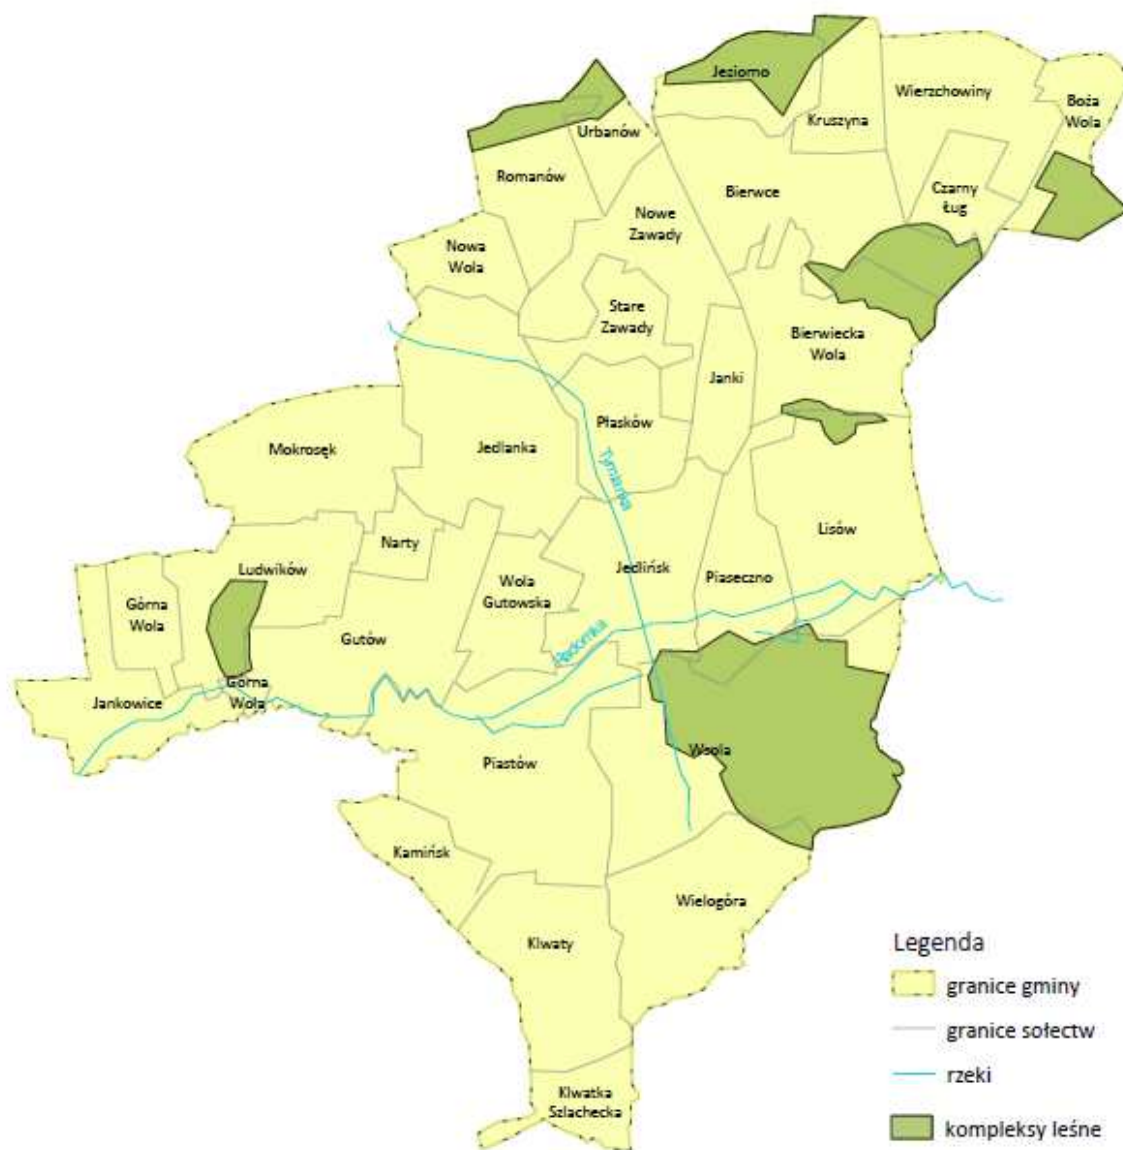 Jeziorno
Kruszyna
Wierzchowiny
Boża
Wola
Urbanów
Romanów
Bierwce
Czarny
Ług
Nowe
Zawady
Nowa
Wola
Stare
Zawady
Bierwiecka
Wola
Janki
Płasków
Mokrosęk
Jedlanka
Tymianka
Lisów
Narty
Ludwików
Wola
Gutowska
Jedlińsk
Piaseczno
Górna
Wola
Gutów
Radomka
Jankowice
Górna
Wola
Wsola
Piastów
Kamińsk
Wielogóra
Klwaty
Klwatka
Szlachecka
Legenda
granice gminy
granice sołectw
rzeki
kompleksy leśne